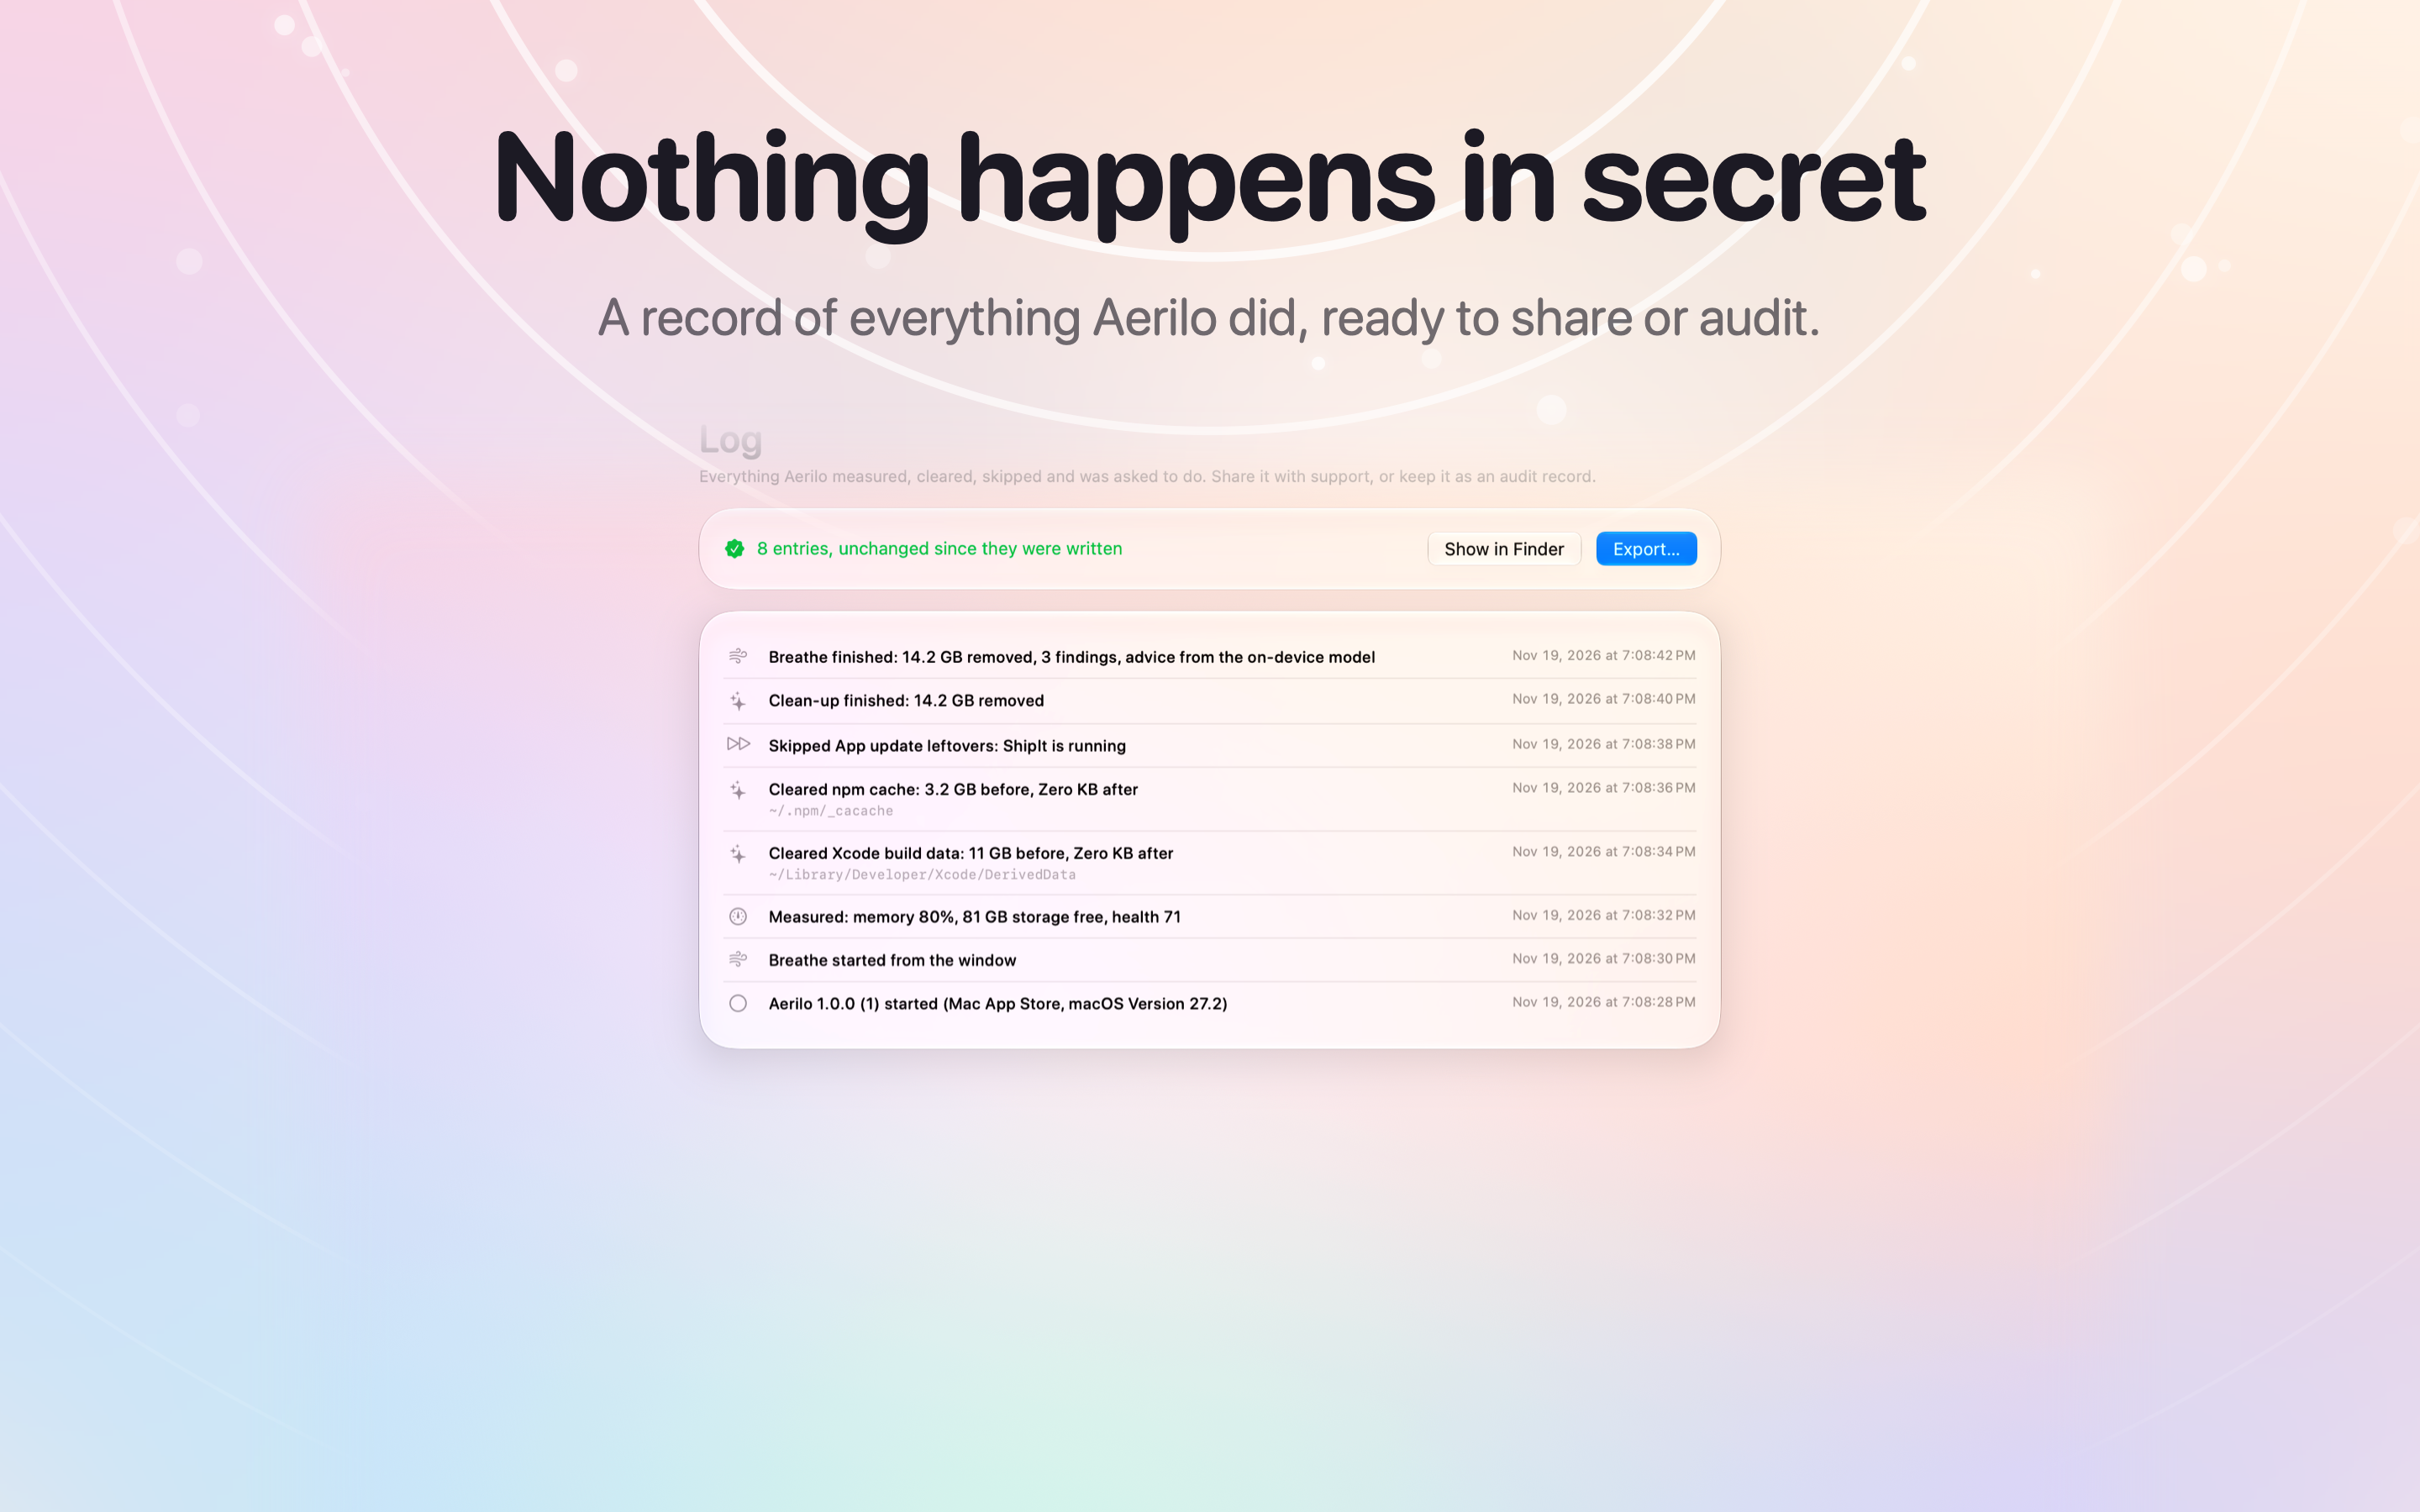 Nothing happens in secret
A record of everything Aerilo did, ready to share or audit.
Log
Everything Aerilo measured, cleared, skipped and was asked to do. Share it with support, or keep it as an audit record.
8 entries, unchanged since they were written
Show in Finder
Export...
Breathe finished: 14.2 GB removed, 3 findings, advice from the on-device model
Nov 19, 2026 at 7:08:42 PM
Clean-up finished: 14.2 GB removed
Nov 19, 2026 at 7:08:40 PM
Skipped App update leftovers: ShipIt is running
Nov 19, 2026 at 7:08:38 PM
Cleared npm cache: 3.2 GB before, Zero KB after
Nov 19, 2026 at 7:08:36 PM
~/.npm/_cacache
Cleared Xcode build data: 11 GB before, Zero KB after
Nov 19, 2026 at 7:08:34 PM
~/Library/Developer/Xcode/DerivedData
Measured: memory 80%, 81 GB storage free, health 71
Nov 19, 2026 at 7:08:32 PM
Breathe started from the window
Nov 19, 2026 at 7:08:30 PM
Aerilo 1.0.0 (1) started (Mac App Store, macOS Version 27.2)
Nov 19, 2026 at 7:08:28 PM